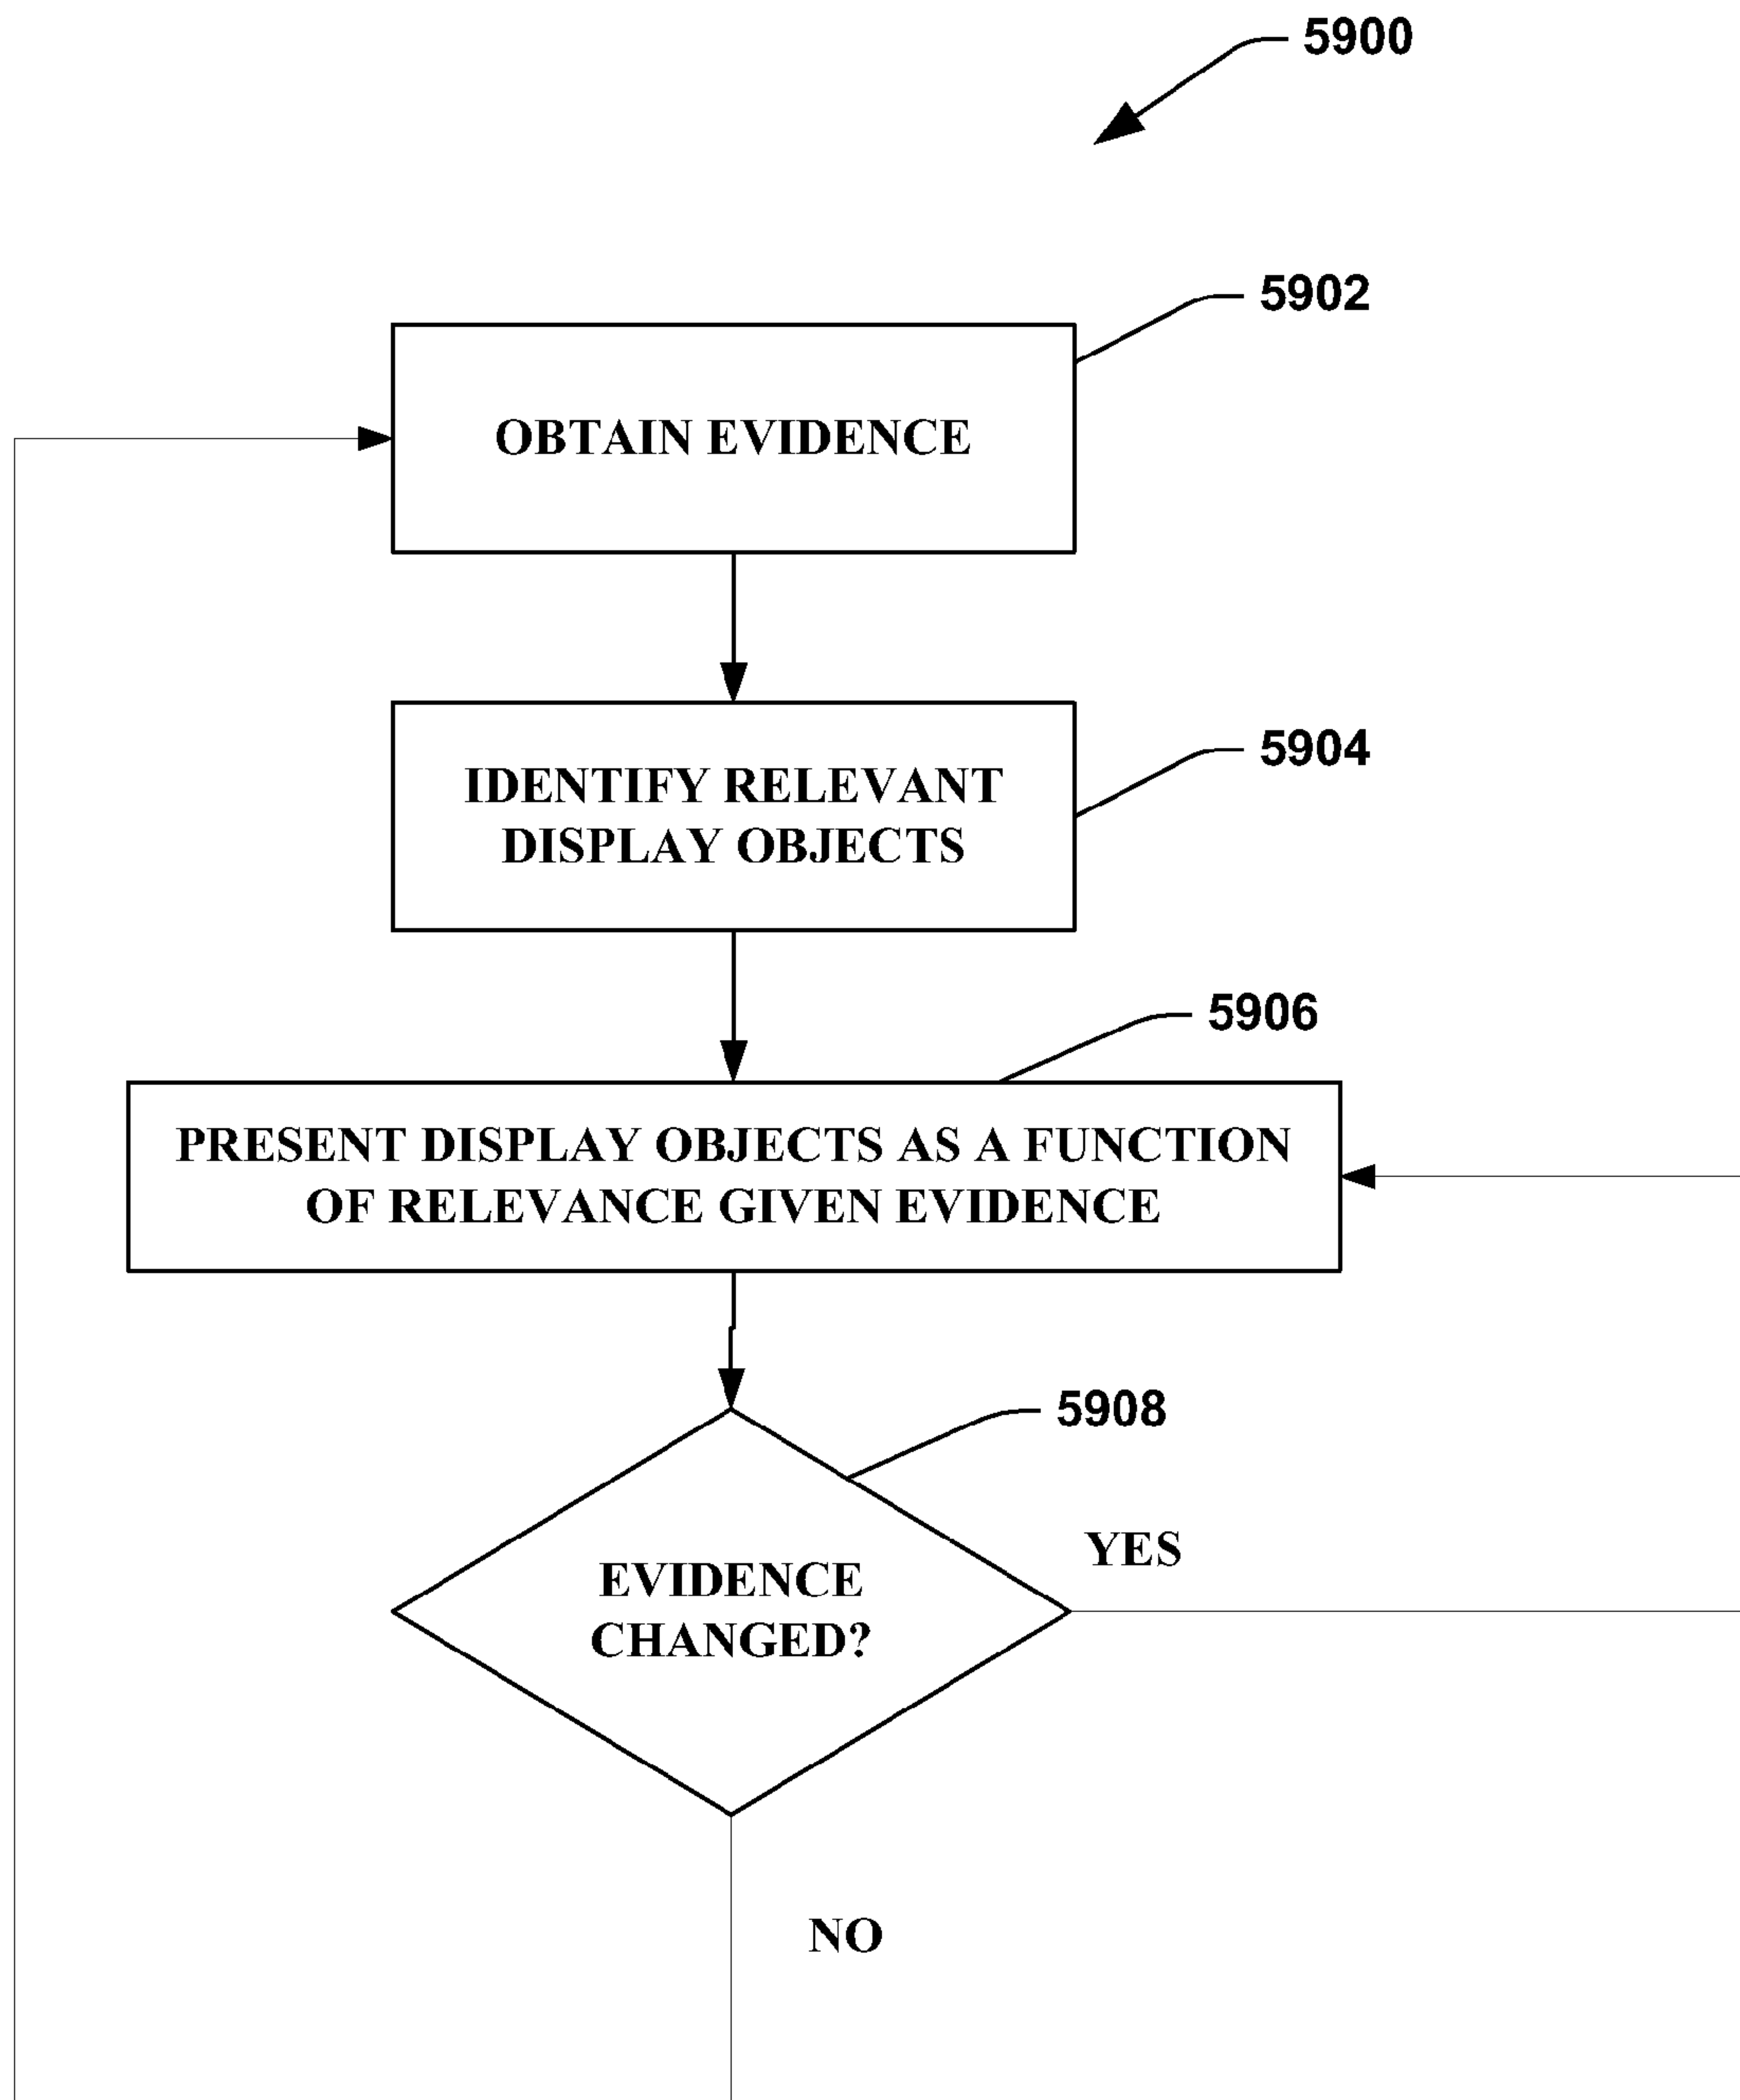 5900
5902
OBTAIN EVIDENCE
5904
IDENTIFY RELEVANT
DISPLAY OBJECTS
5906
PRESENT DISPLAY OBJECTS AS A FUNCTION
OF RELEVANCE GIVEN EVIDENCE
5908
YES
EVIDENCE
CHANGED?
NO